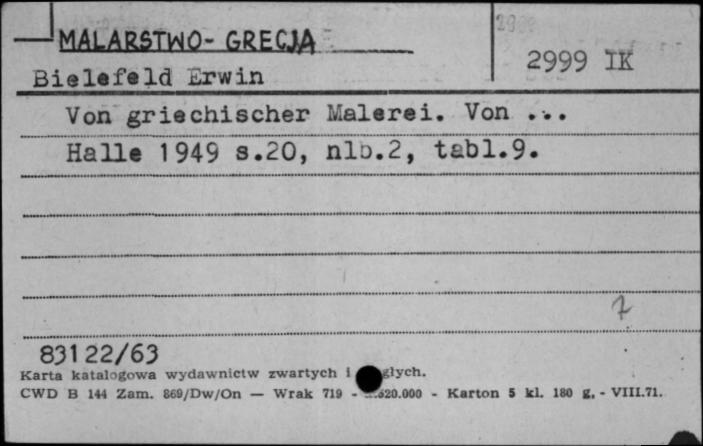 MALARSTWO- GRECJA
2999 IK
Bielefeld Erwin
Von griechischer Malerei. Von ...
Halle 1949 s.20, nlb.2, tabl.9.
7
83122/63
Karta katalogowa wydawnictw zwartych i
CWD B 144 Zam. 869/Dw/On — Wrak 719 - 520.000 - Karton 5 kl. 180 g. - VIII.71.